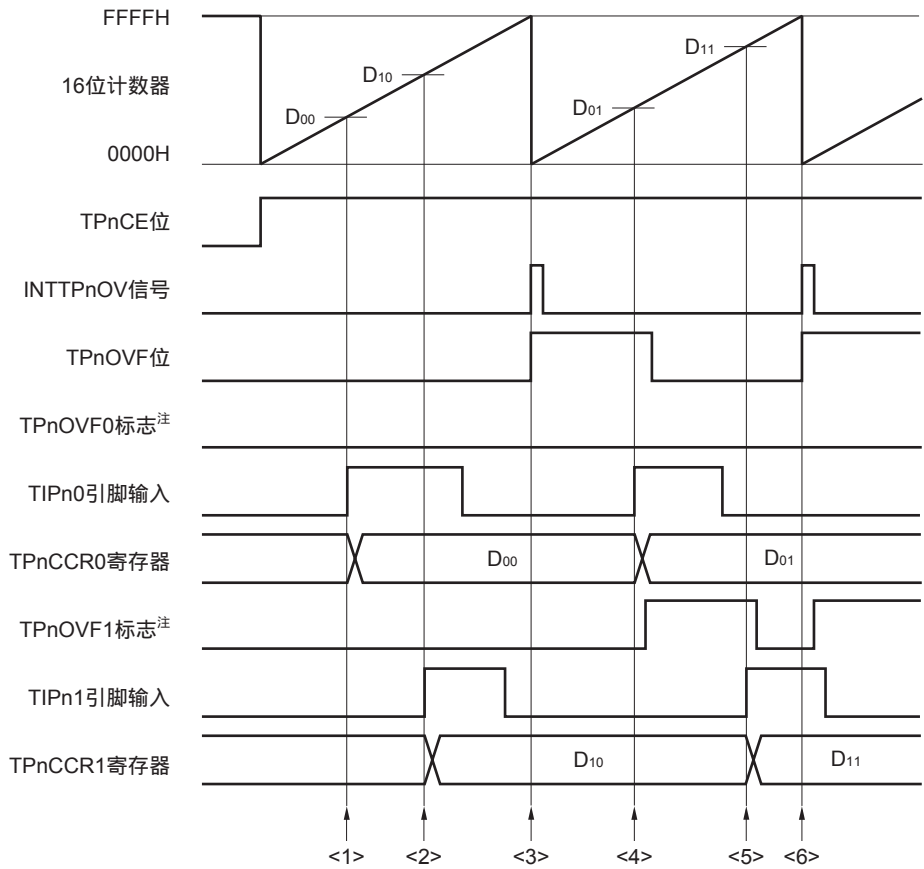 FFFFH
16位计数器
0000H
D00
D10
D01
D11
TPnCE位
INTTPnOV信号
TPnOVF位
TPnOVF0标志注
TIPn0引脚输入
TPnCCR0寄存器
D00
D01
TPnOVF1标志注
TIPn1引脚输入
TPnCCR1寄存器
D10
D11
<1> <2> <3> <4> <5> <6>